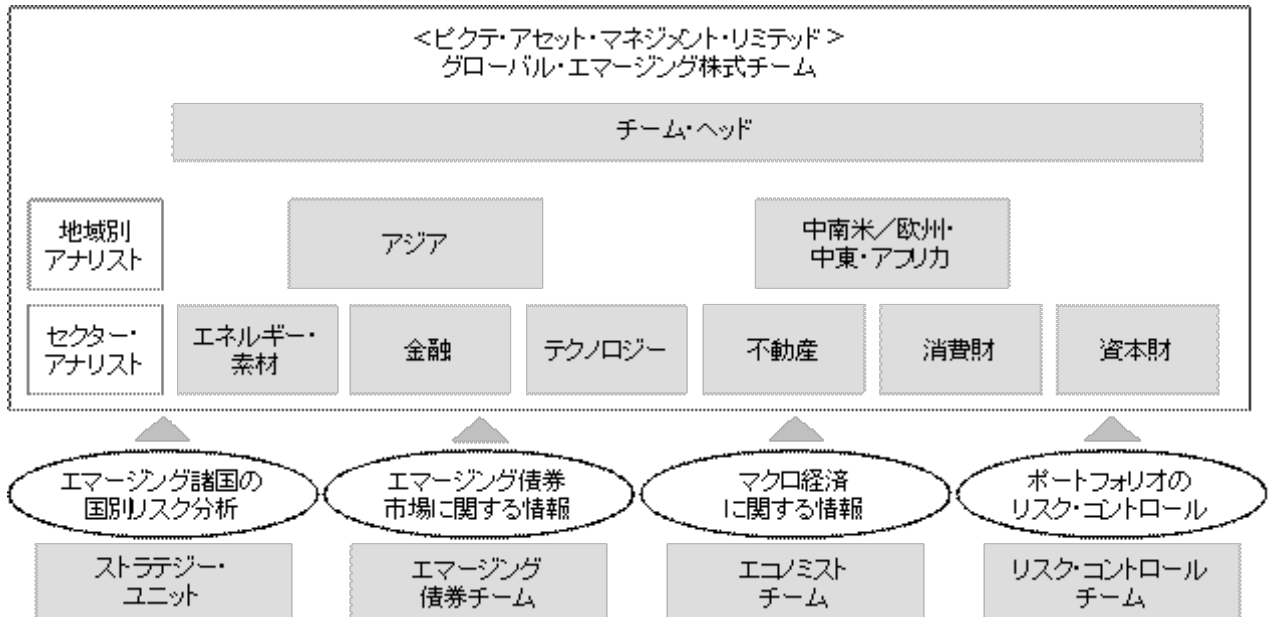 <ピクテ・アセット・マネジメント・リミテッド>
グローバル・エマージング株式チーム
チーム・ヘッド
地域別
アナリスト
アジア
中南米／欧州・
中東・アフリカ
セクター・
アナリスト
エネルギー・
素材
金融
テクノロジー
不動産
消費財
資本財
エマージング諸国の
国別リスク分析
エマージング債券
市場に関する情報
マクロ経済
に関する情報
ポートフォリオの
リスク・コントロール
ストラテジー・
ユニット
エマージング
債券チーム
エコノミスト
チーム
リスク・コントロール
チーム